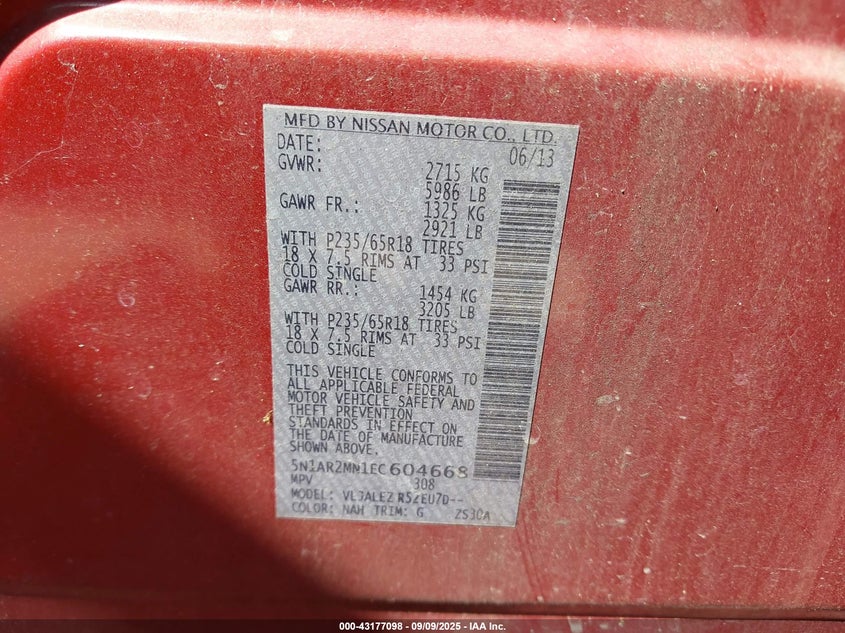 MFD BY NISSAN MOTOR CO., LTD.
DATE: 06/13
GVWR: 2715 KG
5986 LB
GAWR FR.: 1325 KG
2921 LB
WITH P235/65R18 TIRES
18 X 7.5 RIMS AT 33 PSI
COLD SINGLE
GAWR RR.: 1454 KG
3205 LB
WITH P235/65R18 TIRES
18 X 7.5 RIMS AT 33 PSI
COLD SINGLE
THIS VEHICLE CONFORMS TO
ALL APPLICABLE FEDERAL
MOTOR VEHICLE SAFETY AND
THEFT PREVENTION
STANDARDS IN EFFECT ON
THE DATE OF MANUFACTURE
SHOWN ABOVE.
5N1AR2MN1EC604668
MPV 308
MODEL:
COLOR: NAH TRIM: G
000-43177098 - 09/09/2025 - IAA Inc.